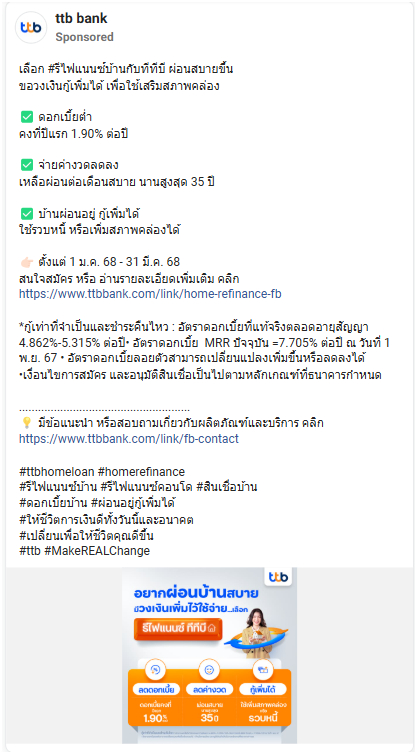 ttb bank
Sponsored
เลือก #รีไฟแนนซ์บ้านกับทีทีบี ผ่อนสบายขึ้น
ขอวงเงินกู้เพิ่มได้ เพื่อใช้เสริมสภาพคล่อง
✅ ดอกเบี้ยต่ำ
คงที่ปีแรก 1.90% ต่อปี
✅ จ่ายค่างวดลดลง
เหลือผ่อนต่อเดือนสบาย นานสูงสุด 35 ปี
✅ บ้านผ่อนอยู่ กู้เพิ่มได้
ใช้รวบหนี้ หรือเพิ่มสภาพคล่องได้
👉🏻 ตั้งแต่ 1 ม.ค. 68 - 31 มี.ค. 68
สนใจสมัคร หรือ อ่านรายละเอียดเพิ่มเติม คลิก
https://www.ttbbank.com/link/home-refinance-fb
*กู้เท่าที่จำเป็นและชำระคืนไหว : อัตราดอกเบี้ยที่แท้จริงตลอดอายุสัญญา
4.862%-5.315% ต่อปี• อัตราดอกเบี้ย MRR ปัจจุบัน =7.705% ต่อปี ณ วันที่ 1
พ.ย. 67 • อัตราดอกเบี้ยลอยตัวสามารถเปลี่ยนแปลงเพิ่มขึ้นหรือลดลงได้
•เงื่อนไขการสมัคร และอนุมัติสินเชื่อเป็นไปตามหลักเกณฑ์ที่ธนาคารกำหนด
......................................................
💡 มีข้อแนะนำ หรือสอบถามเกี่ยวกับผลิตภัณฑ์และบริการ คลิก
https://www.ttbbank.com/link/fb-contact
#ttbhomeloan #homerefinance
#รีไฟแนนซ์บ้าน #รีไฟแนนซ์คอนโด #สินเชื่อบ้าน
#ดอกเบี้ยบ้าน #ผ่อนอยู่กู้เพิ่มได้
#ให้ชีวิตการเงินดีทั้งวันนี้และอนาคต
#เปลี่ยนเพื่อให้ชีวิตคุณดีขึ้น
#ttb #MakeREALChange
ttb
อยากผ่อนบ้านสบาย
มีวงเงินเพิ่มไว้ใช้จ่าย...เลือก
รีไฟแนนซ์ ทีทีบี
ลดดอกเบี้ย ลดค่างวด กู้เพิ่มได้
ดอกเบี้ยคงที่
1.90%
ผ่อนสบาย
35 ปี
ใช้เพิ่มสภาพคล่อง
รวบหนี้